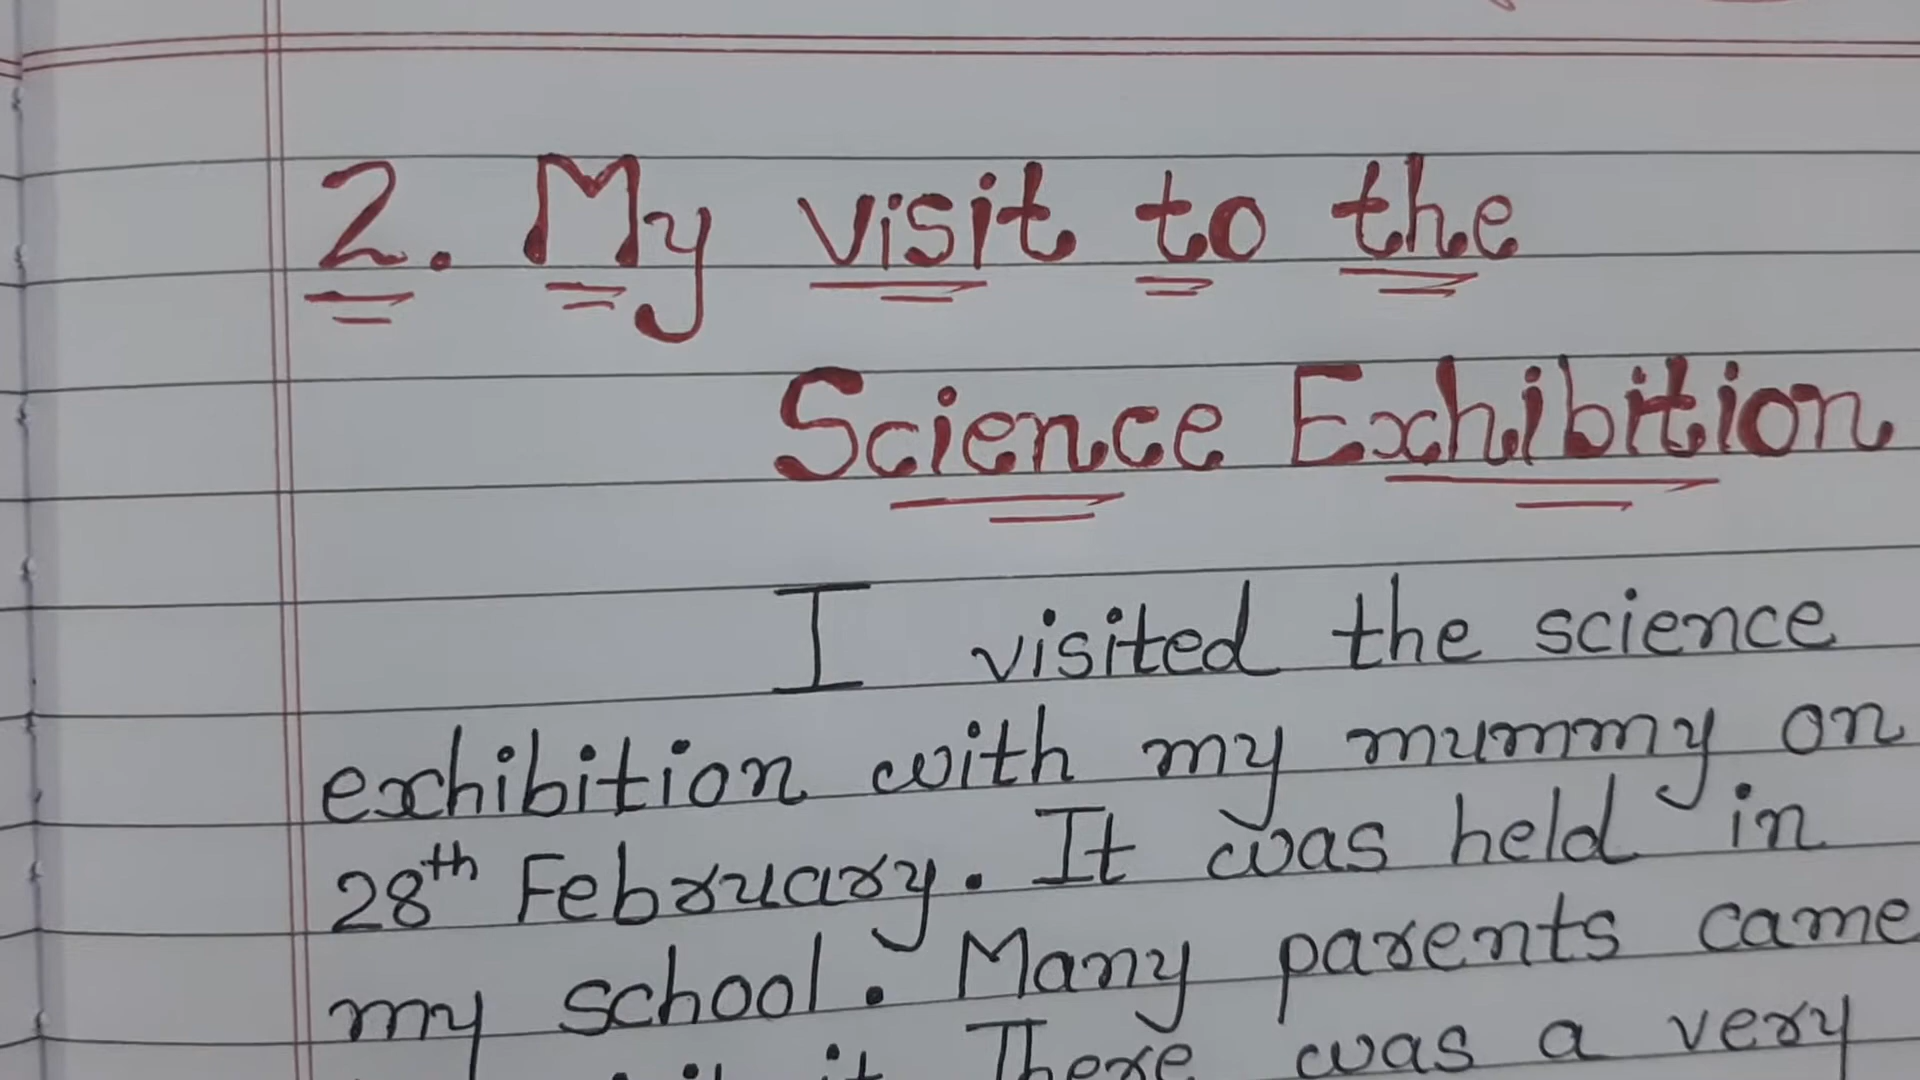 2. My visit to the
Science Exhibition
I visited the science
exhibition with my mummy on
28th February. It was held in
my school. Many parents came
it. There was a very